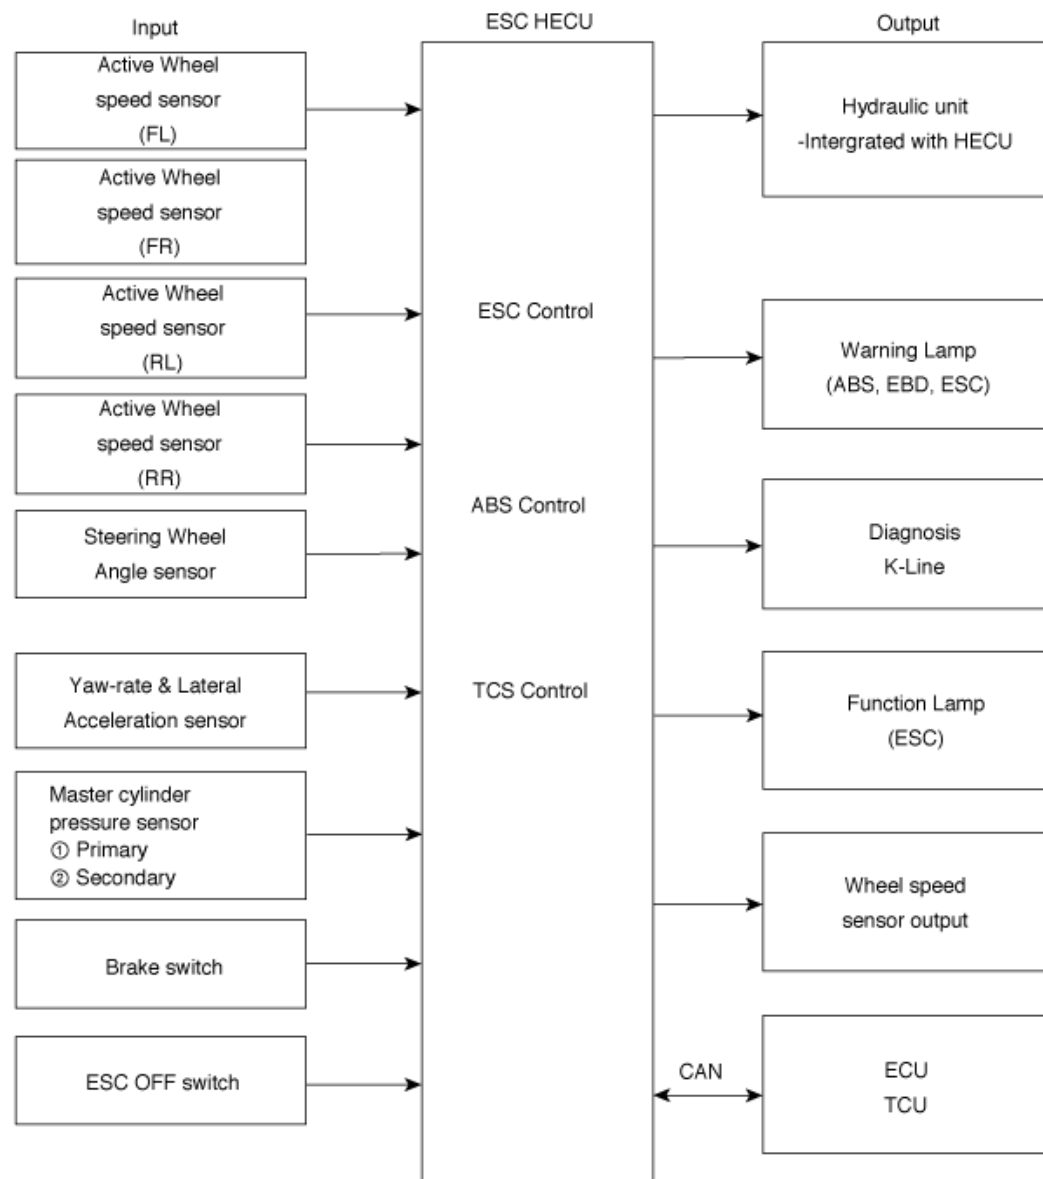 Input
Active Wheel
speed sensor
(FL)
Active Wheel
speed sensor
(FR)
Active Wheel
speed sensor
(RL)
Active Wheel
speed sensor
(RR)
Steering Wheel
Angle sensor
Yaw-rate & Lateral
Acceleration sensor
Master cylinder
pressure sensor
① Primary
② Secondary
Brake switch
ESC OFF switch
ESC HECU
ESC Control
ABS Control
TCS Control
CAN
Output
Hydraulic unit
-Intergrated with HECU
Warning Lamp
(ABS, EBD, ESC)
Diagnosis
K-Line
Function Lamp
(ESC)
Wheel speed
sensor output
ECU
TCU